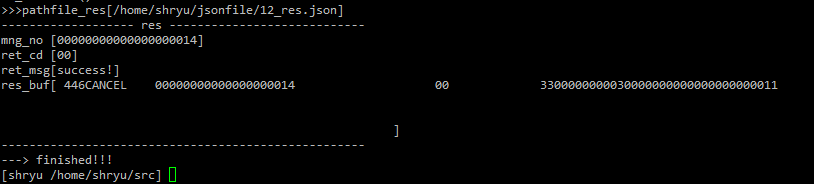 >>>pathfile_res[/home/shryu/jsonfile/12_res.json]
------------------- res ----------------------------
mng_no [00000000000000000014]
ret_cd [00]
ret_msg[success!]
res_buf[ 446CANCEL    00000000000000000014                    00             3300000000030000000000000000000011
]
----------------------------------------------------
---> finished!!!
[shryu /home/shryu/src]